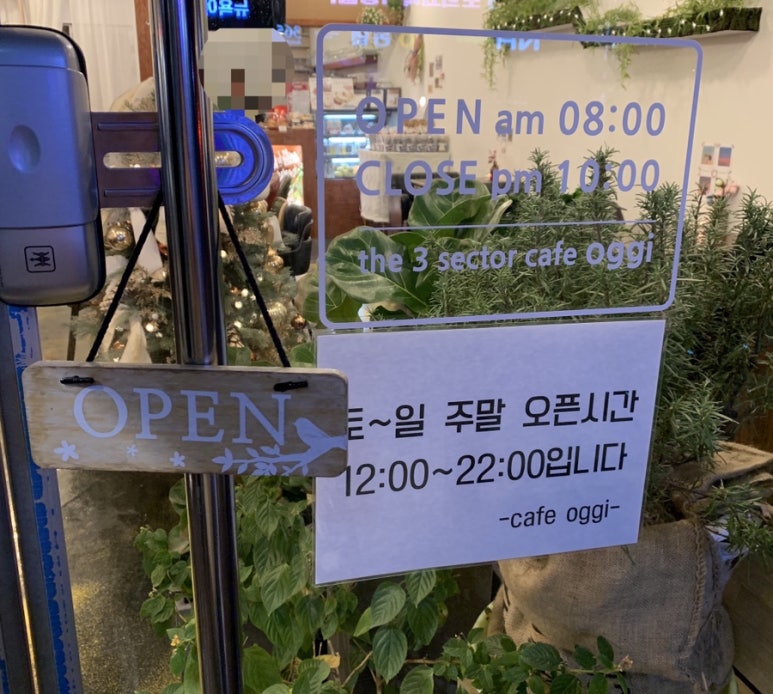 OPEN am 08:00
CLOSE pm 10:00
the 3 sector cafe oggi
OPEN
토~일 주말 오픈시간
12:00~22:00입니다
-cafe oggi-